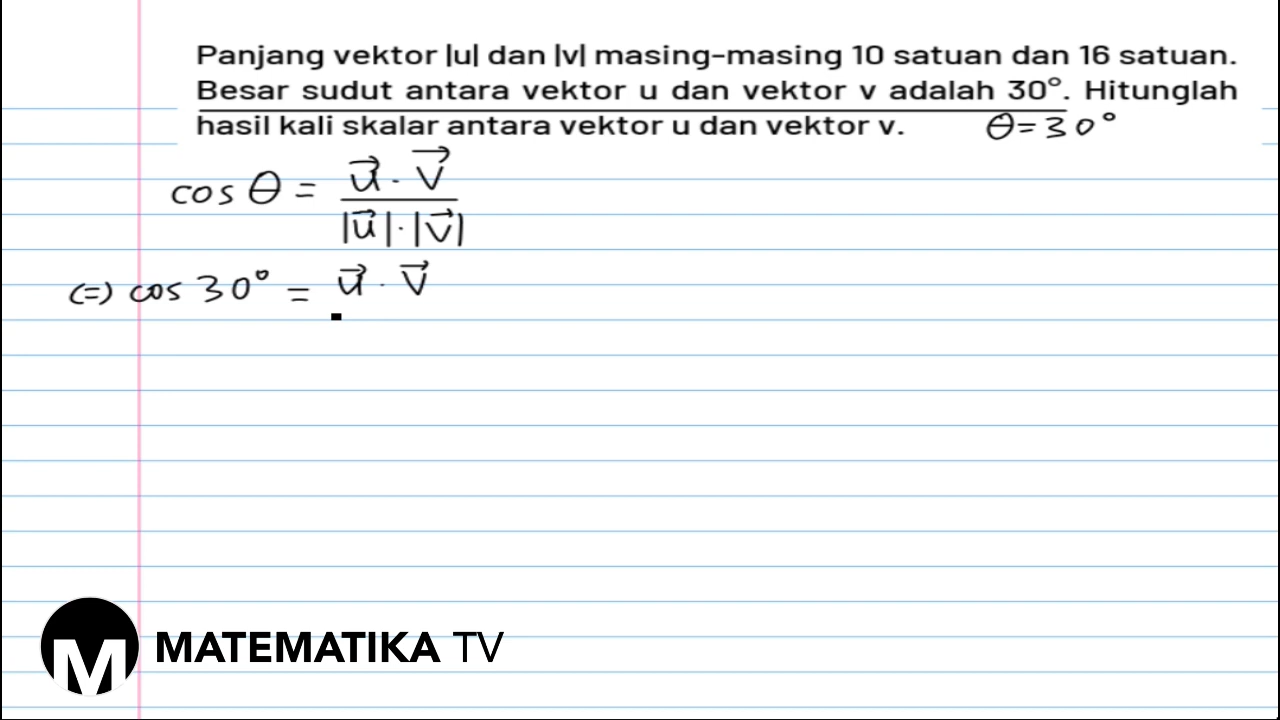 Panjang vektor |u| dan |v| masing-masing 10 satuan dan 16 satuan.
Besar sudut antara vektor u dan vektor v adalah 30°. Hitunglah
hasil kali skalar antara vektor u dan vektor v. θ=30°
cos θ = u⃗ · v⃗ / |u⃗| · |v⃗|
(=) cos 30° = u⃗ · v⃗
M MATEMATIKA TV